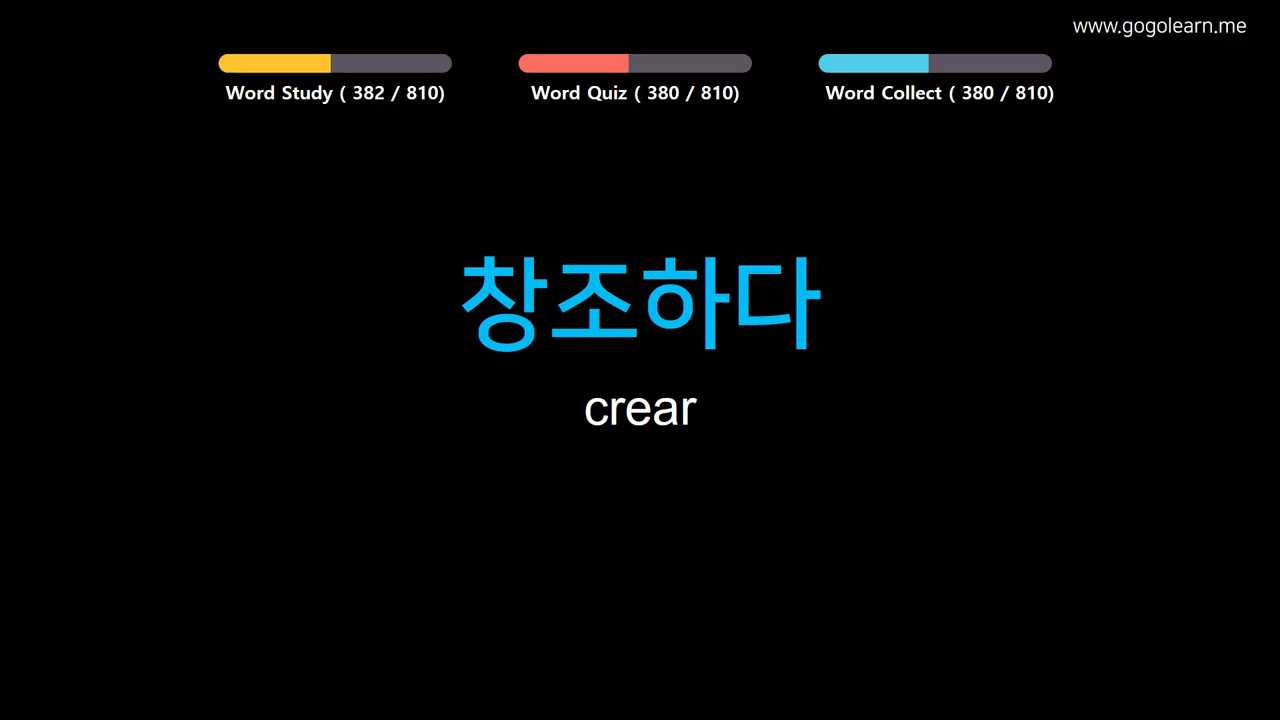 www.gogolearn.me
Word Study ( 382 / 810)
Word Quiz ( 380 / 810)
Word Collect ( 380 / 810)
창조하다
crear